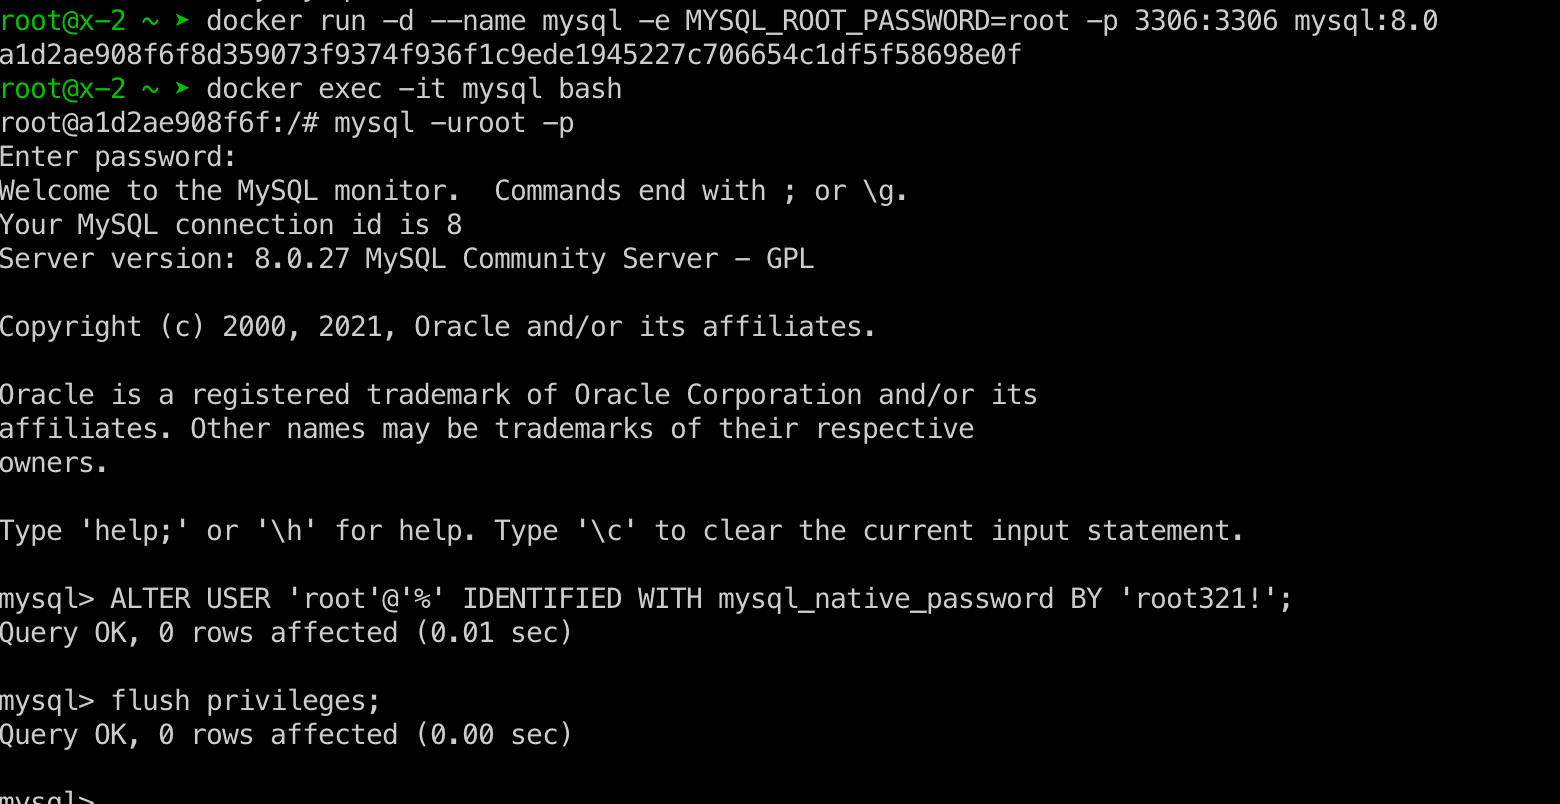 root@x-2 ~ ➤ docker run -d --name mysql -e MYSQL_ROOT_PASSWORD=root -p 3306:3306 mysql:8.0
a1d2ae908f6f8d359073f9374f936f1c9ede1945227c706654c1df5f58698e0f
root@x-2 ~ ➤ docker exec -it mysql bash
root@a1d2ae908f6f:/# mysql -uroot -p
Enter password:
Welcome to the MySQL monitor.  Commands end with ; or \g.
Your MySQL connection id is 8
Server version: 8.0.27 MySQL Community Server - GPL
Copyright (c) 2000, 2021, Oracle and/or its affiliates.
Oracle is a registered trademark of Oracle Corporation and/or its
affiliates. Other names may be trademarks of their respective
owners.
Type 'help;' or '\h' for help. Type '\c' to clear the current input statement.
mysql> ALTER USER 'root'@'%' IDENTIFIED WITH mysql_native_password BY 'root321!';
Query OK, 0 rows affected (0.01 sec)
mysql> flush privileges;
Query OK, 0 rows affected (0.00 sec)
mysql>